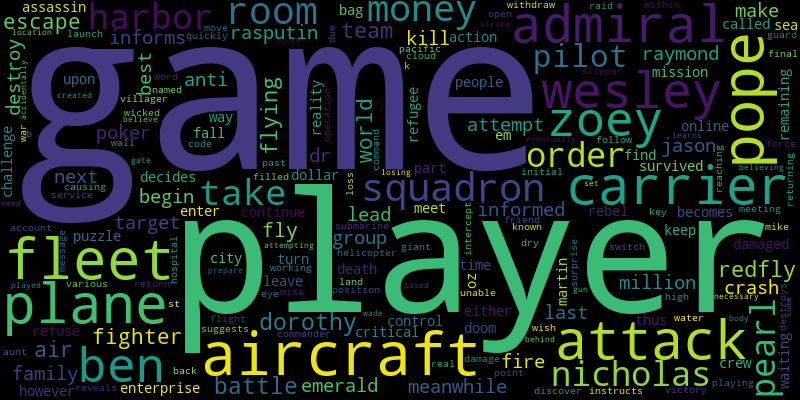 assassin
escape
harbor
room
money
bag
move
quickly
withdraw
open
raid
within
strike
admiral
called
make
sea
guard
location
launch
informs
rasputin
team
kill
action
pilot
raymond
mission
final
destroy
upon
created
word
named
accidentally
best
anti
flying
reality
operation
world
pacific
cloud
k
due
people
slipper
game
wesley
pope
remaining
villager
wicked
believe
way
refugee
zoey
challenge
b
war
poker
wall
fall
code
dr
attempt
em
online
follow
jason
learns
force
reaching
believing
returning
gate
past
eventually
next
causing
service
decides
begin
take
filled
dollar
loss
command
losing
part
order
find
survived
squadron
initial
set
carrier
need
account
target
enter
continue
lead
submarine
meet
informed
friend
rebel
key
meeting
mike
puzzle
message
hospital
fly
attempting
group
intercept
known
becomes
keep
damaged
fleet
city
prepare
turn
working
helicopter
giant
dry
surprise
switch
player
various
leave
eye
miss
death
land
position
control
based
time
unable
oz
martin
million
high
redfly
plane
played
return
st
flight
suggests
dorothy
commander
critical
wade
either
doom
last
wish
behind
thus
water
necessary
crash
body
destroys
come
refuse
fighter
aircraft
real
damage
fire
attack
pearl
waiting
aunt
air
ben
back
point
nicholas
crew
family
however
reveals
enterprise
battle
emerald
meanwhile
discover
instructs
victory
playing